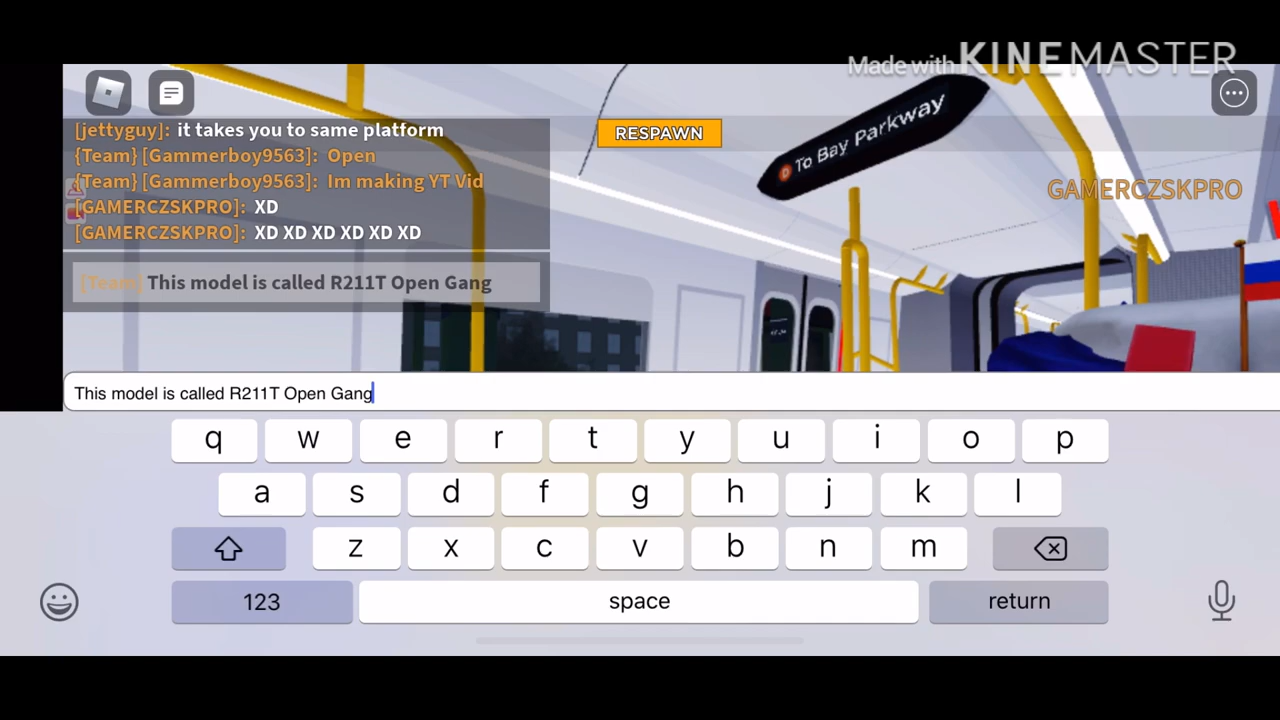 Made with KINEMASTER
[jettyguy]: it takes you to same platform
{Team} [Gammerboy9563]: Open
{Team} [Gammerboy9563]: Im making YT Vid
[GAMERCZSKPRO]: XD
[GAMERCZSKPRO]: XD XD XD XD XD XD
[Team] This model is called R211T Open Gang
RESPAWN
D To Bay Parkway
GAMERCZSKPRO
This model is called R211T Open Gang
q w e r t y u i o p
a s d f g h j k l
z x c v b n m
123 space return